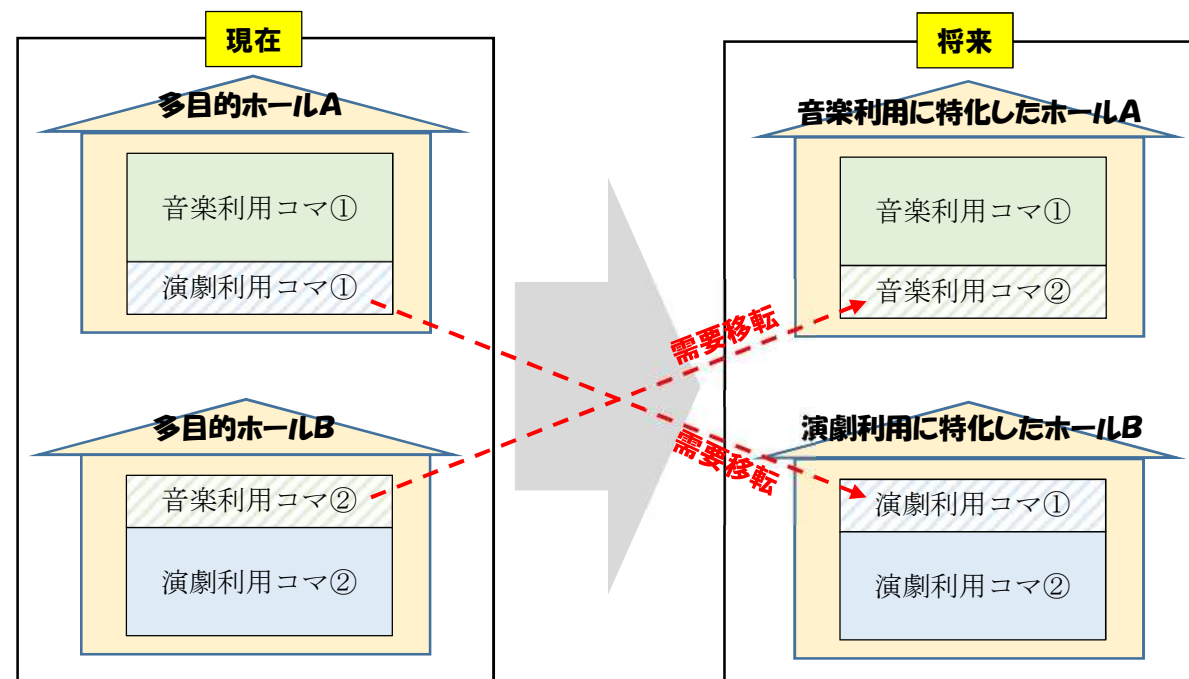 現在
多目的ホールA
音楽利用コマ①
演劇利用コマ①
多目的ホールB
音楽利用コマ②
演劇利用コマ②
需要移転
需要移転
将来
音楽利用に特化したホールA
音楽利用コマ①
音楽利用コマ②
演劇利用に特化したホールB
演劇利用コマ①
演劇利用コマ②